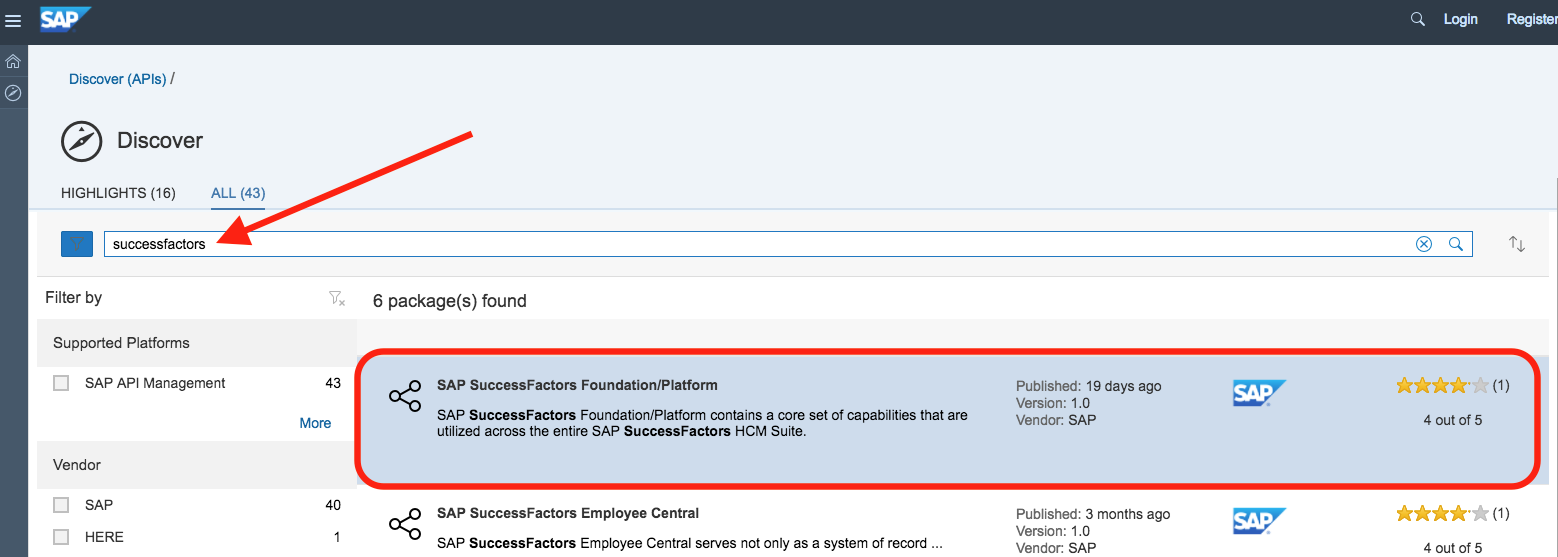 SAP
Login Register
Discover (APIs) /
Discover
HIGHLIGHTS (16) ALL (43)
successfactors
Filter by
6 package(s) found
Supported Platforms
SAP API Management 43
More
Vendor
SAP 40
HERE 1
SAP SuccessFactors Foundation/Platform
SAP SuccessFactors Foundation/Platform contains a core set of capabilities that are
utilized across the entire SAP SuccessFactors HCM Suite.
Published: 19 days ago
Version: 1.0
Vendor: SAP
SAP
(1)
4 out of 5
SAP SuccessFactors Employee Central
SAP SuccessFactors Employee Central serves not only as a system of record ...
Published: 3 months ago
Version: 1.0
Vendor: SAP
SAP
(1)
4 out of 5